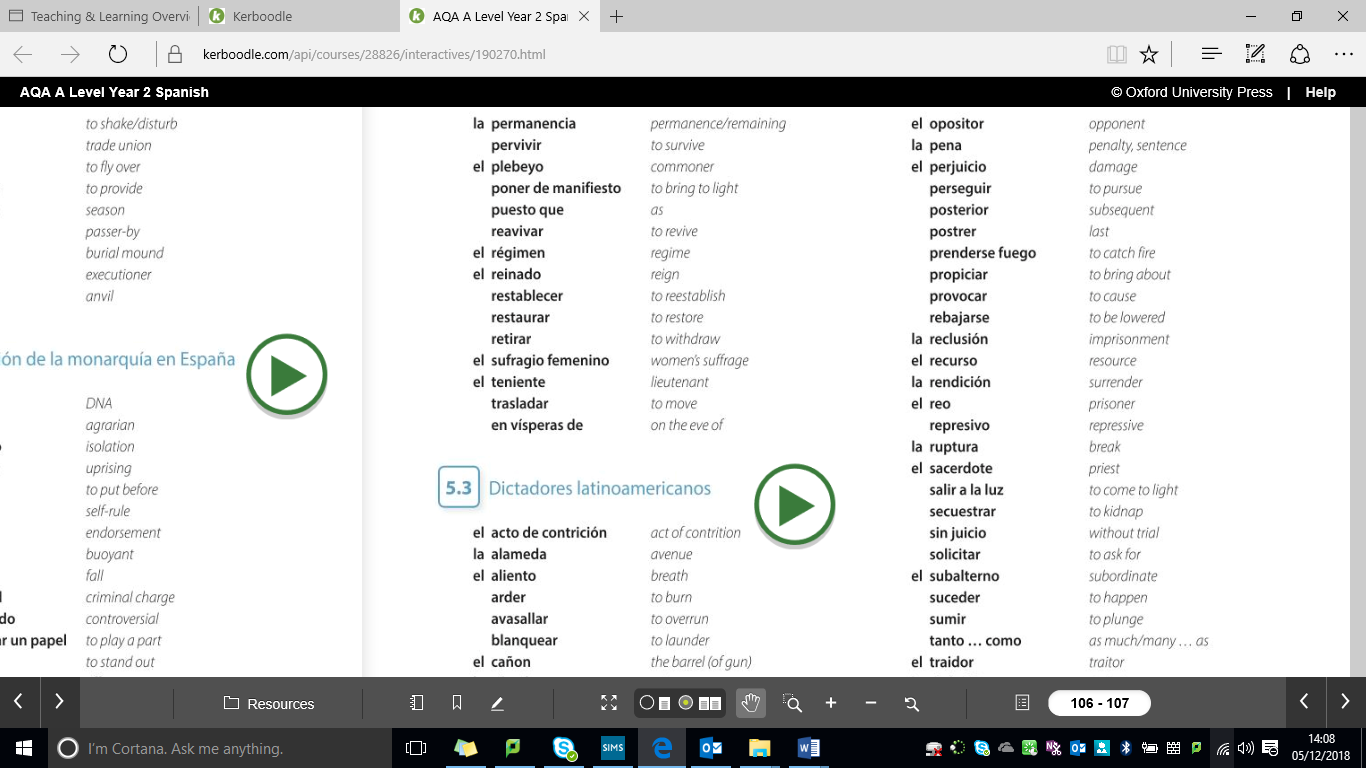 Teaching & Learning Overvi
Kerboodle
AQA A Level Year 2 Spa
kerboodle.com/api/courses/28826/interactives/190270.html
AQA A Level Year 2 Spanish
© Oxford University Press | Help
to shake/disturb
trade union
to fly over
to provide
season
passer-by
burial mound
executioner
anvil
ión de la monarquía en España
DNA
agrarian
isolation
uprising
to put before
self-rule
endorsement
buoyant
fall
criminal charge
do controversial
ar un papel to play a part
to stand out
la permanencia permanence/remaining
pervivir to survive
el plebeyo commoner
poner de manifiesto to bring to light
puesto que as
reavivar to revive
el régimen regime
el reinado reign
restablecer to reestablish
restaurar to restore
retirar to withdraw
el sufragio femenino women's suffrage
el teniente lieutenant
trasladar to move
en vísperas de on the eve of
5.3 Dictadores latinoamericanos
el acto de contrición act of contrition
la alameda avenue
el aliento breath
arder to burn
avasallar to overrun
blanquear to launder
el cañon the barrel (of gun)
el opositor opponent
la pena penalty, sentence
el perjuicio damage
perseguir to pursue
posterior subsequent
postrer last
prenderse fuego to catch fire
propiciar to bring about
provocar to cause
rebajarse to be lowered
la reclusión imprisonment
el recurso resource
la rendición surrender
el reo prisoner
represivo repressive
la ruptura break
el sacerdote priest
salir a la luz to come to light
secuestrar to kidnap
sin juicio without trial
solicitar to ask for
el subalterno subordinate
suceder to happen
sumir to plunge
tanto … como as much/many … as
el traidor traitor
Resources
106 - 107
I'm Cortana. Ask me anything.
SIMS
14:08
05/12/2018